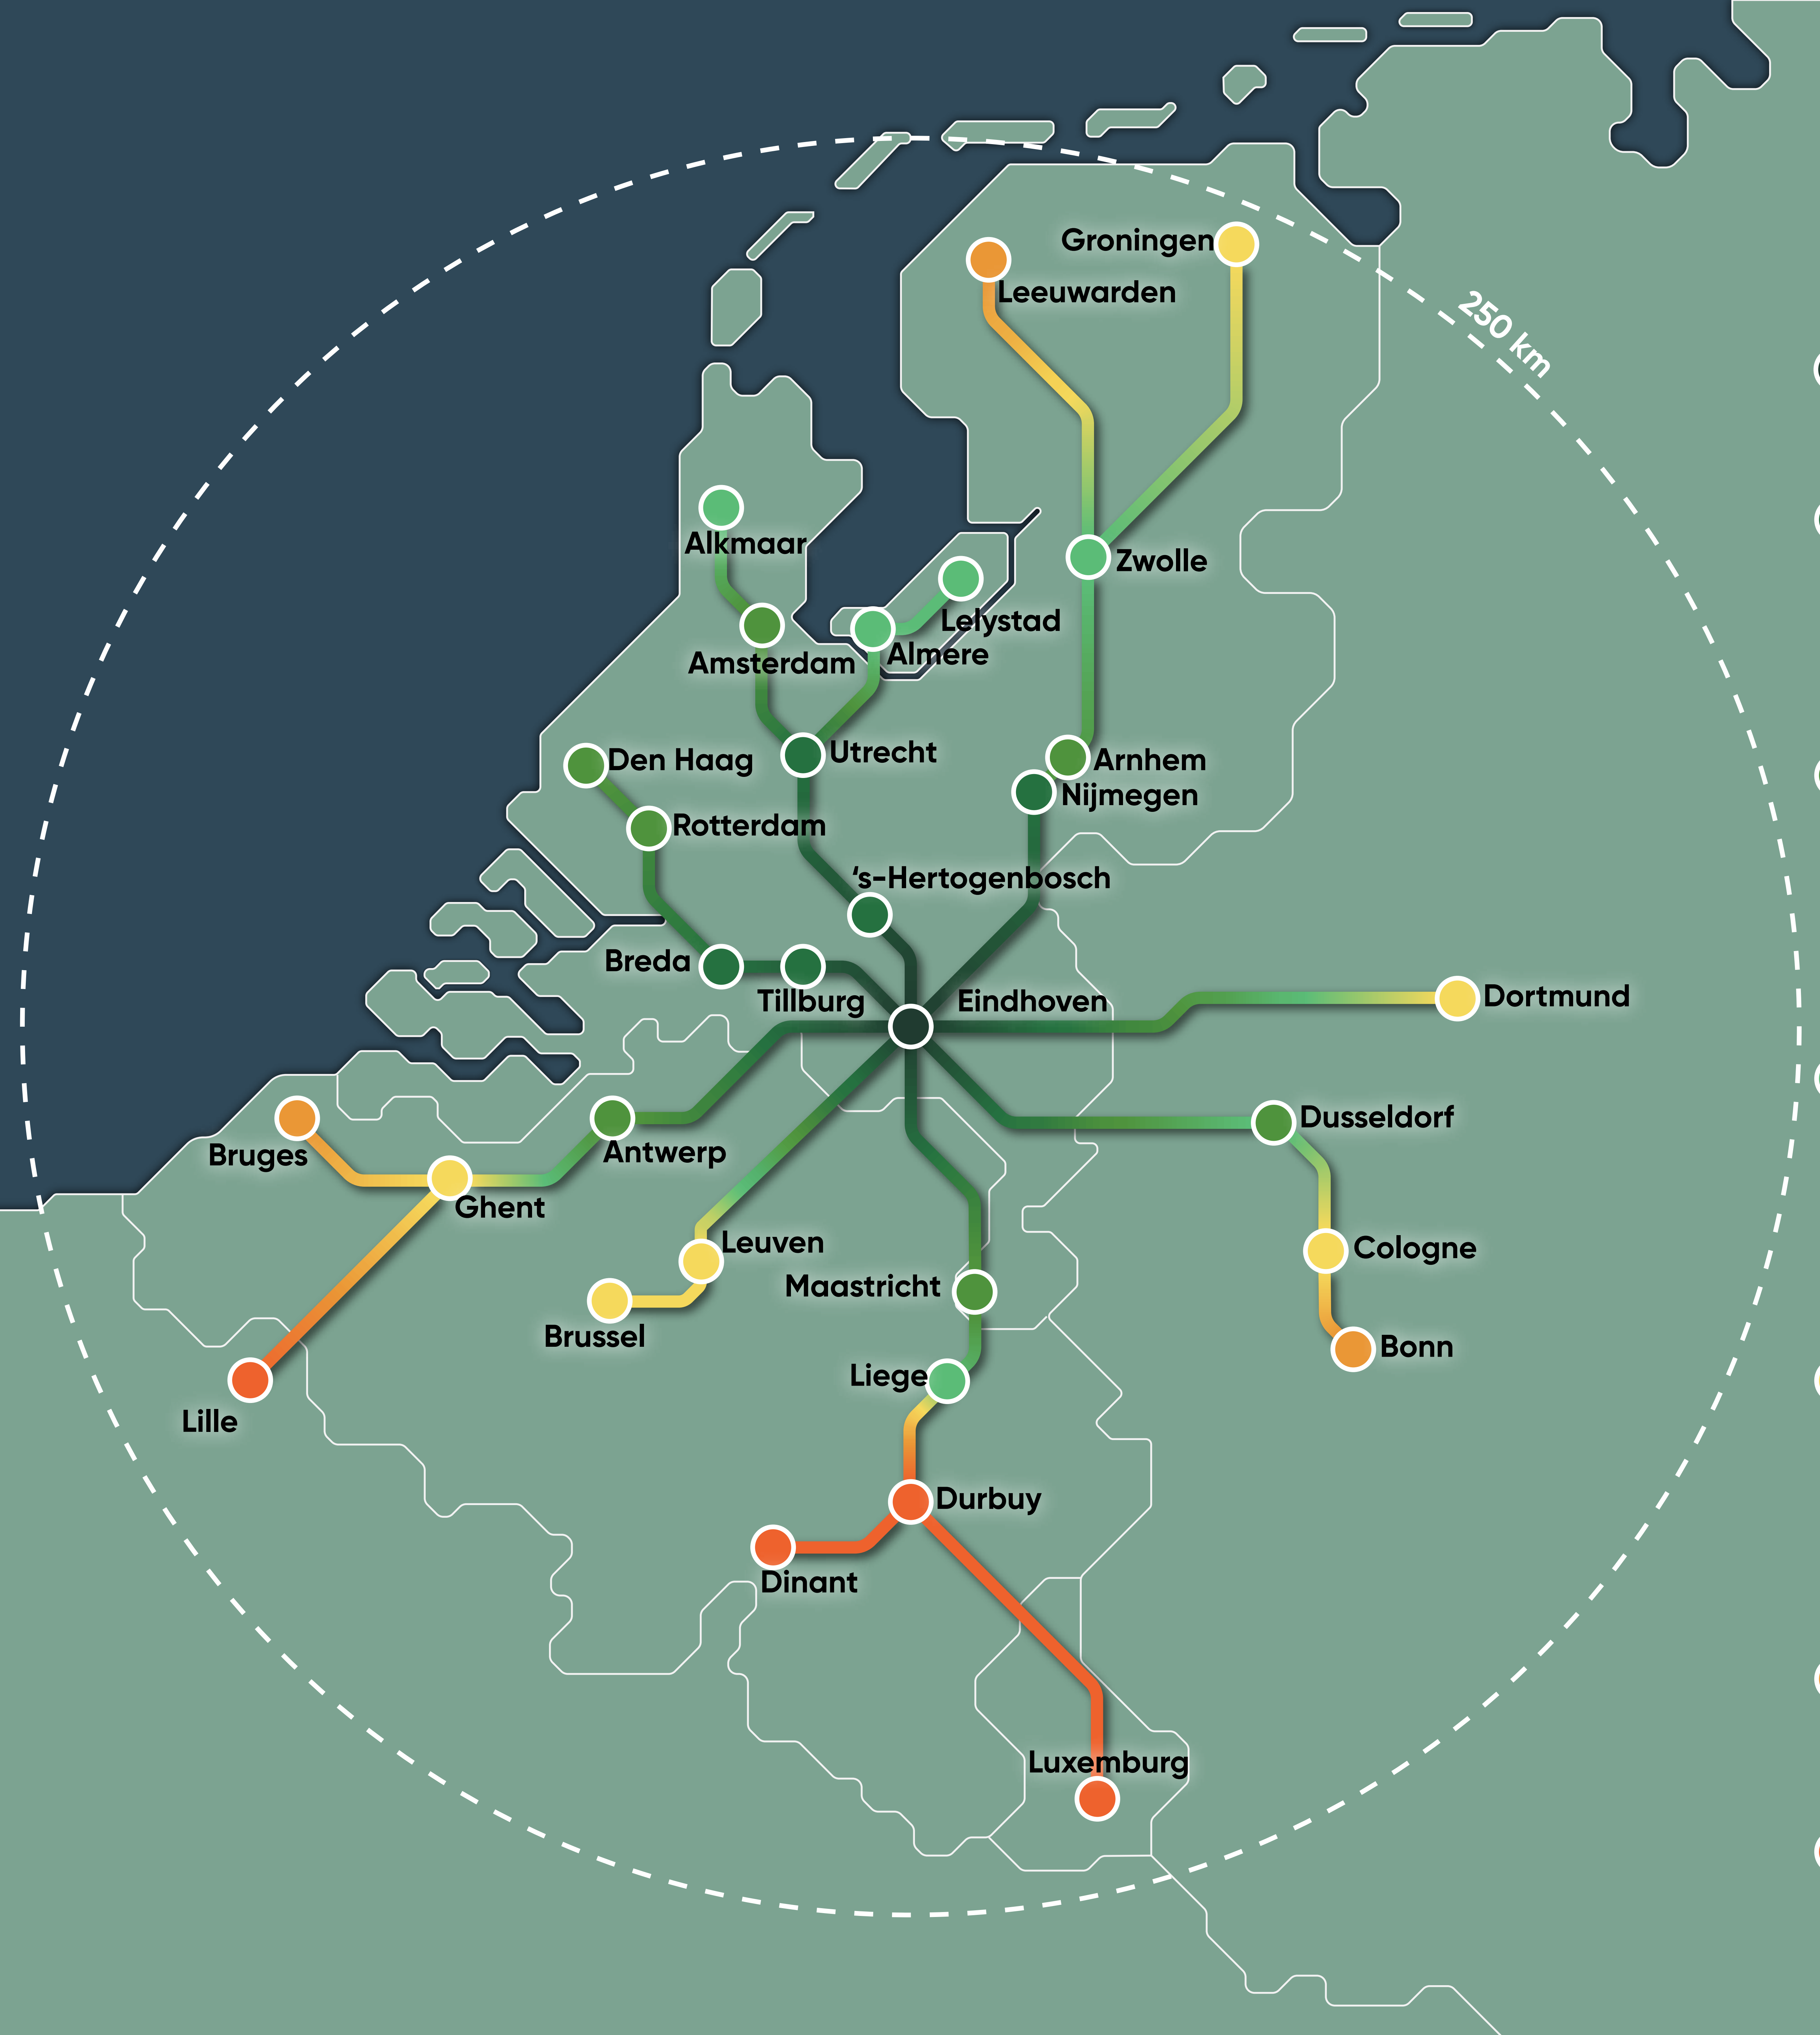 Groningen
Leeuwarden
250 km
Alkmaar
Zwolle
Lelystad
Almere
Amsterdam
Utrecht
Den Haag
Arnhem
Nijmegen
Rotterdam
‘s-Hertogenbosch
Breda
Tillburg
Eindhoven
Dortmund
Dusseldorf
Bruges
Antwerp
Ghent
Leuven
Cologne
Maastricht
Brussel
Bonn
Liege
Lille
Durbuy
Dinant
Luxemburg